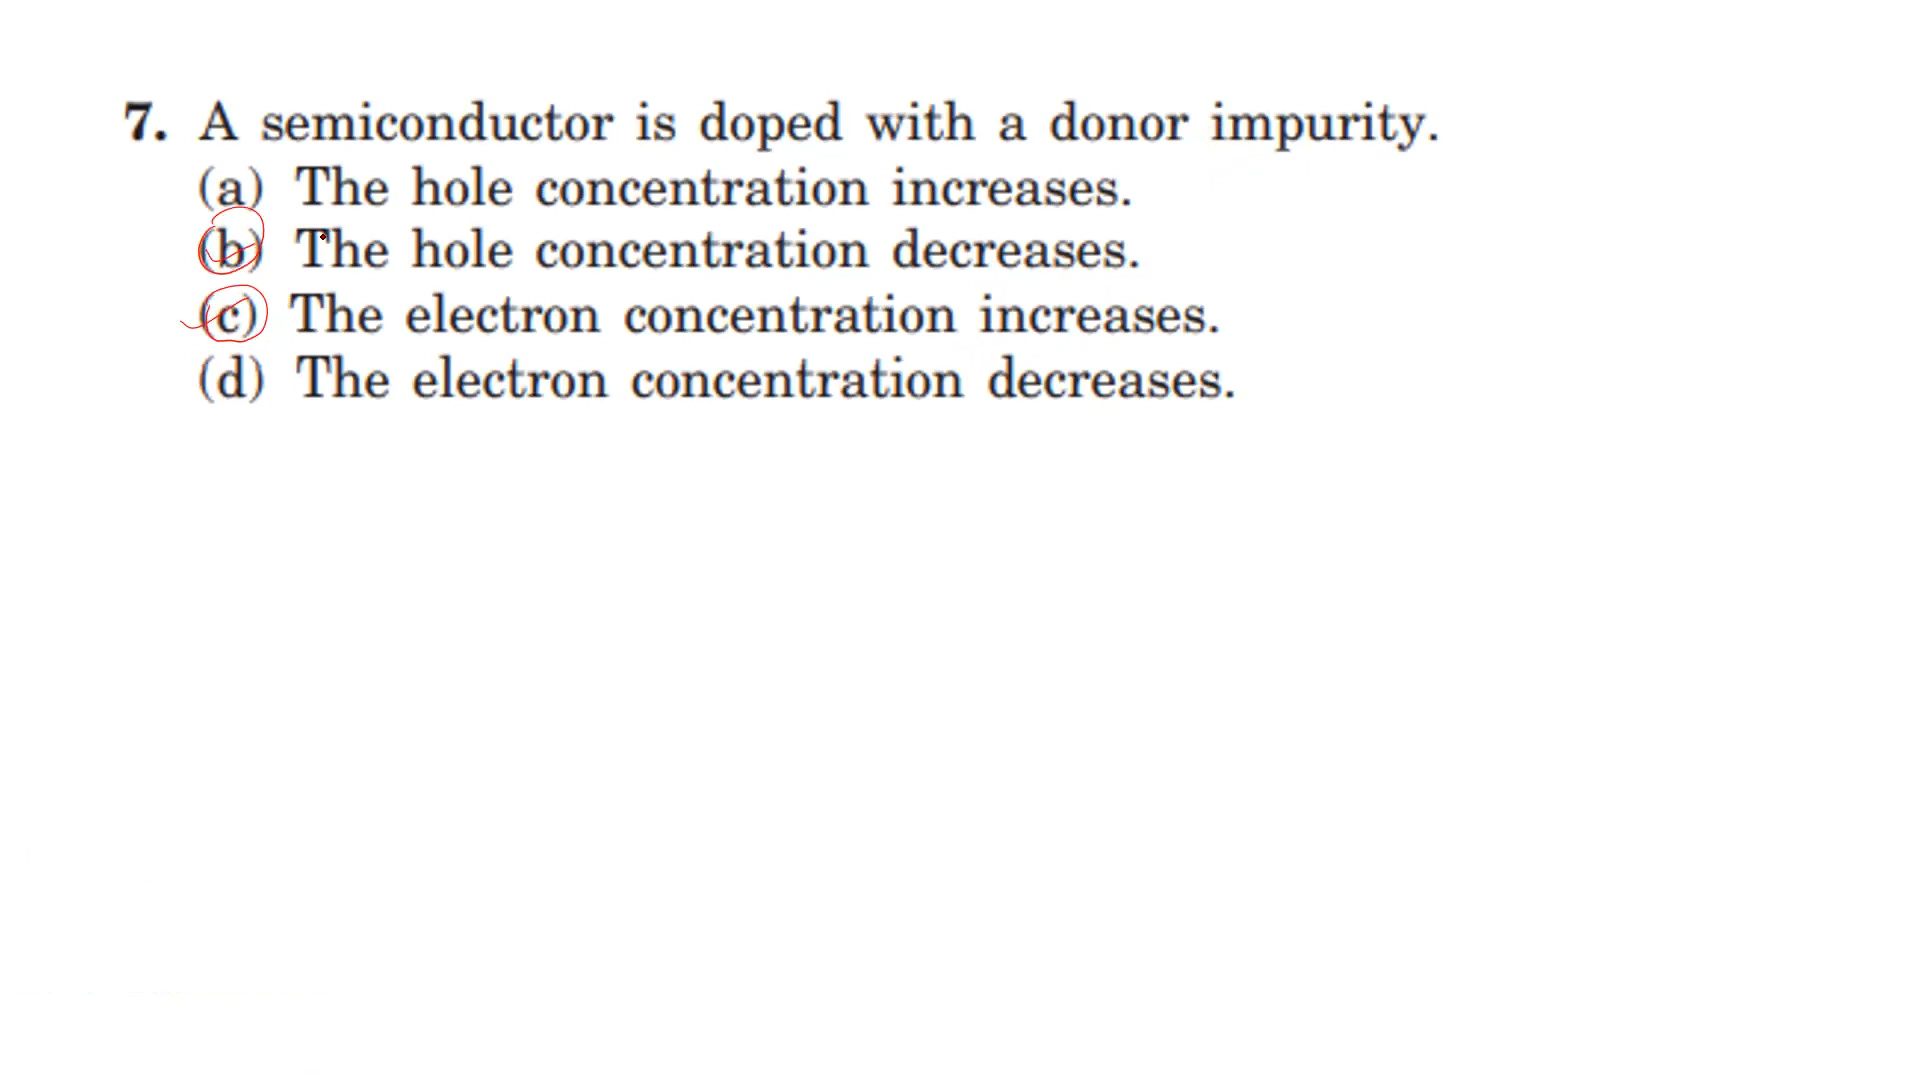 7. A semiconductor is doped with a donor impurity.
(a) The hole concentration increases.
(b) The hole concentration decreases.
(c) The electron concentration increases.
(d) The electron concentration decreases.